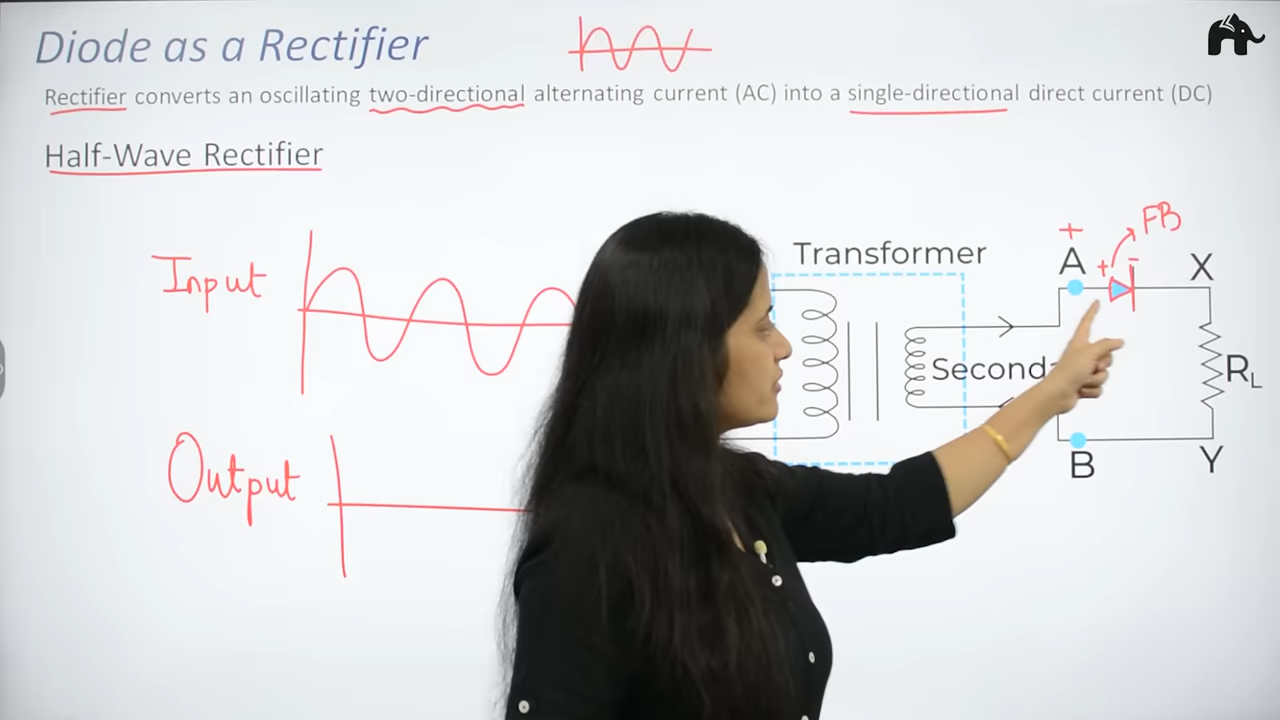 Diode as a Rectifier
Rectifier converts an oscillating two-directional alternating current (AC) into a single-directional direct current (DC)
Half-Wave Rectifier
FB
+
Transformer
A
+ -
X
Input
Second
RL
Output
B
Y